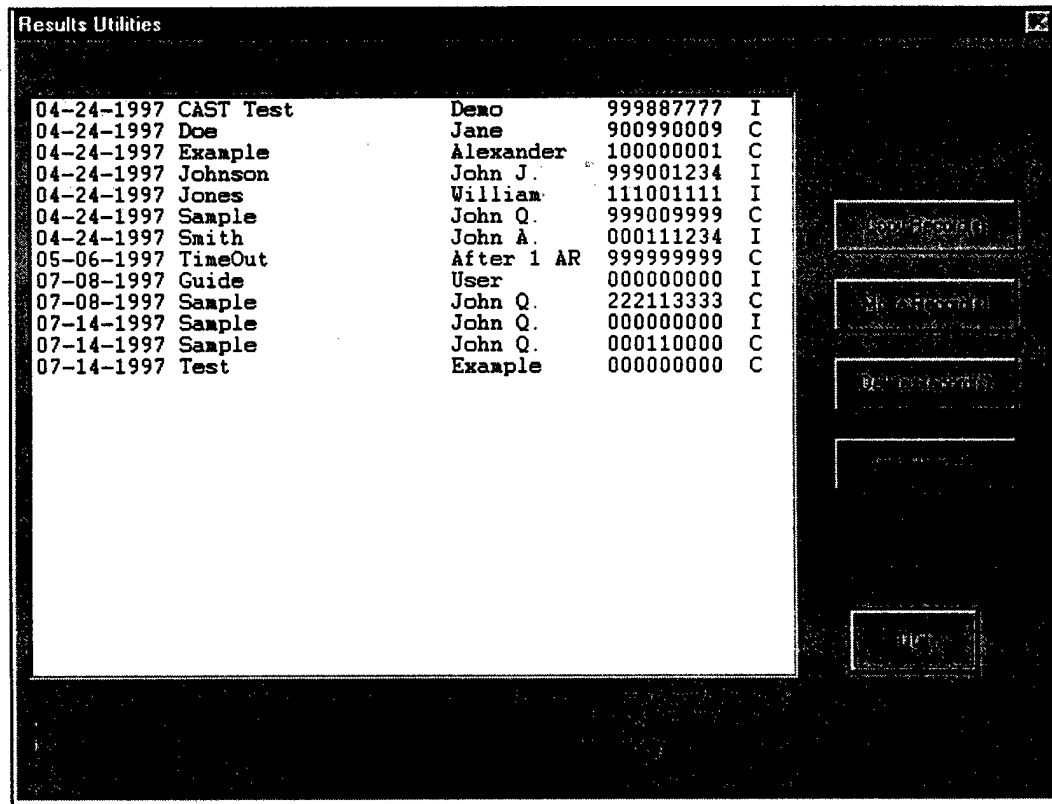 Results Utilities
04-24-1997 CAST Test Demo 999887777 I
04-24-1997 Doe Jane 900990009 C
04-24-1997 Example Alexander 100000001 C
04-24-1997 Johnson John J. 999001234 I
04-24-1997 Jones William 111001111 I
04-24-1997 Sample John Q. 999009999 C
04-24-1997 Smith John A. 000111234 I
05-06-1997 TimeOut After 1 AR 999999999 C
07-08-1997 Guide User 000000000 I
07-08-1997 Sample John Q. 222113333 C
07-14-1997 Sample John Q. 000000000 I
07-14-1997 Sample John Q. 000110000 C
07-14-1997 Test Example 000000000 C